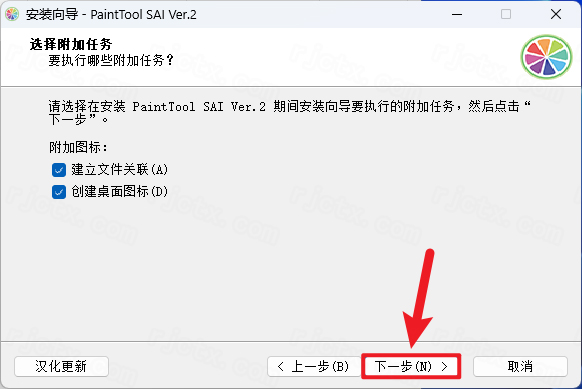 安装向导 - PaintTool SAI Ver.2
选择附加任务
要执行哪些附加任务？
请选择在安装 PaintTool SAI Ver.2 期间安装向导要执行的附加任务，然后点击“
下一步”。
附加图标：
建立文件关联(A)
创建桌面图标(D)
汉化更新
< 上一步(B)
下一步(N) >
取消